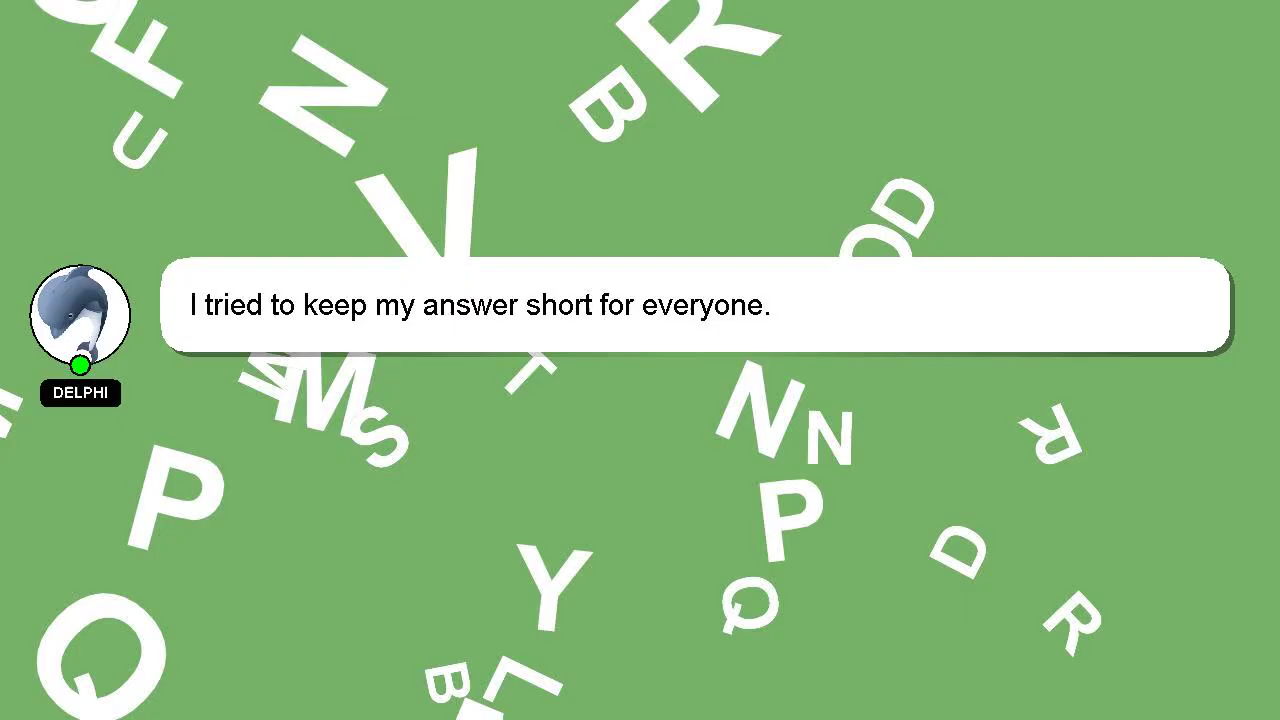 I tried to keep my answer short for everyone.
DELPHI
F
U
N
B
R
V
D
O
M
M
S
T
N
N
R
P
P
Y
Q
D
R
Q
B
L